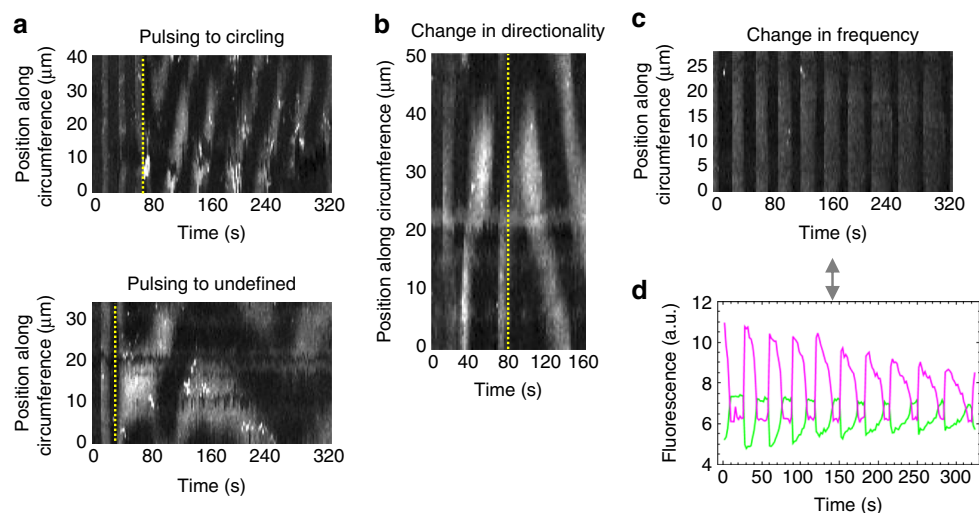 a
Pulsing to circling
Position along
circumference (μm)
40
30
20
10
0
0 80 160 240 320
Time (s)
Pulsing to undefined
Position along
circumference (μm)
30
20
10
0
0 80 160 240 320
Time (s)
b
Change in directionality
Position along circumference (μm)
50
40
30
20
10
0
0 40 80 120 160
Time (s)
c
Change in frequency
Position along
circumference (μm)
25
20
15
10
5
0
0 80 160 240 320
Time (s)
d
Fluorescence (a.u.)
12
10
8
6
4
0 50 100 150 200 250 300
Time (s)